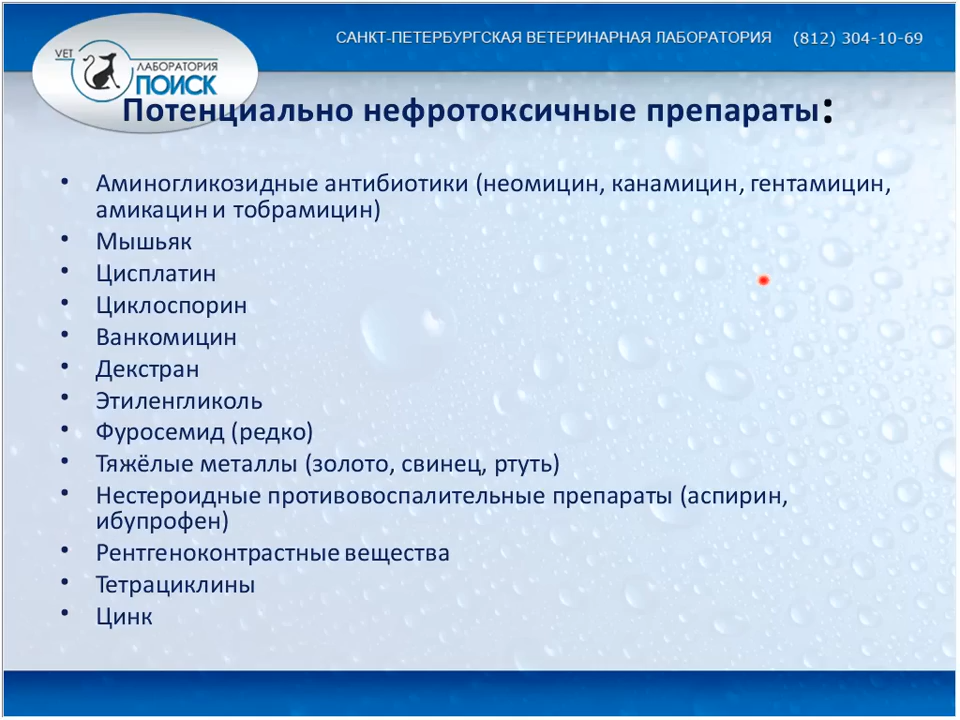 САНКТ-ПЕТЕРБУРГСКАЯ ВЕТЕРИНАРНАЯ ЛАБОРАТОРИЯ (812) 304-10-69
VET
ЛАБОРАТОРИЯ
ПОИСК
Потенциально нефротоксичные препараты:
• Аминогликозидные антибиотики (неомицин, канамицин, гентамицин,
амикацин и тобрамицин)
• Мышьяк
• Цисплатин
• Циклоспорин
• Ванкомицин
• Декстран
• Этиленгликоль
• Фуросемид (редко)
• Тяжёлые металлы (золото, свинец, ртуть)
• Нестероидные противовоспалительные препараты (аспирин,
ибупрофен)
• Рентгеноконтрастные вещества
• Тетрациклины
• Цинк